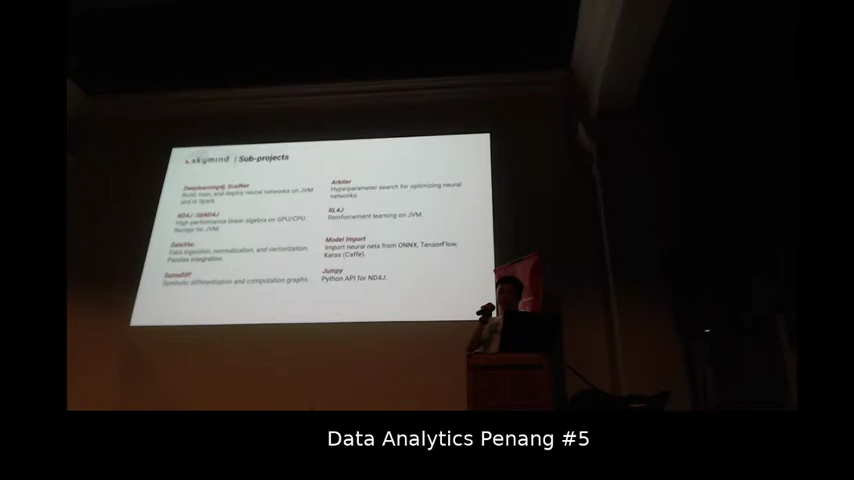 skymind | Sub-projects
Deeplearning4j, ScalNet
Build, train, and deploy neural networks on JVM
and in Spark.
ND4J / libND4J
High performance linear algebra on GPU/CPU.
Numpy for JVM.
DataVec
Data ingestion, normalization, and vectorization.
Pandas integration.
SameDiff
Symbolic differentiation and computation graphs.
Arbiter
Hyperparameter search for optimizing neural
networks.
RL4J
Reinforcement learning on JVM.
Model Import
Import neural nets from ONNX, TensorFlow,
Keras (Caffe).
Jumpy
Python API for ND4J.
Data Analytics Penang #5